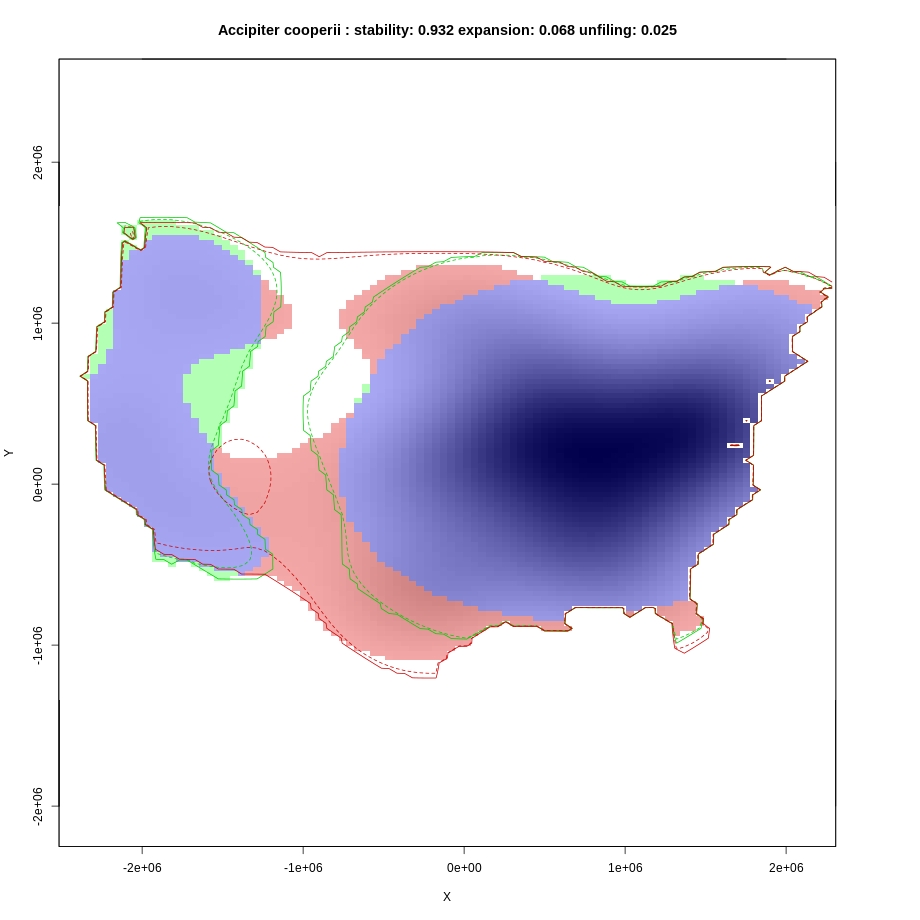 Accipiter cooperii : stability: 0.932 expansion: 0.068 unfiling: 0.025
Y
2e+06
1e+06
0e+00
-1e+06
-2e+06
-2e+06 -1e+06 0e+00 1e+06 2e+06
X